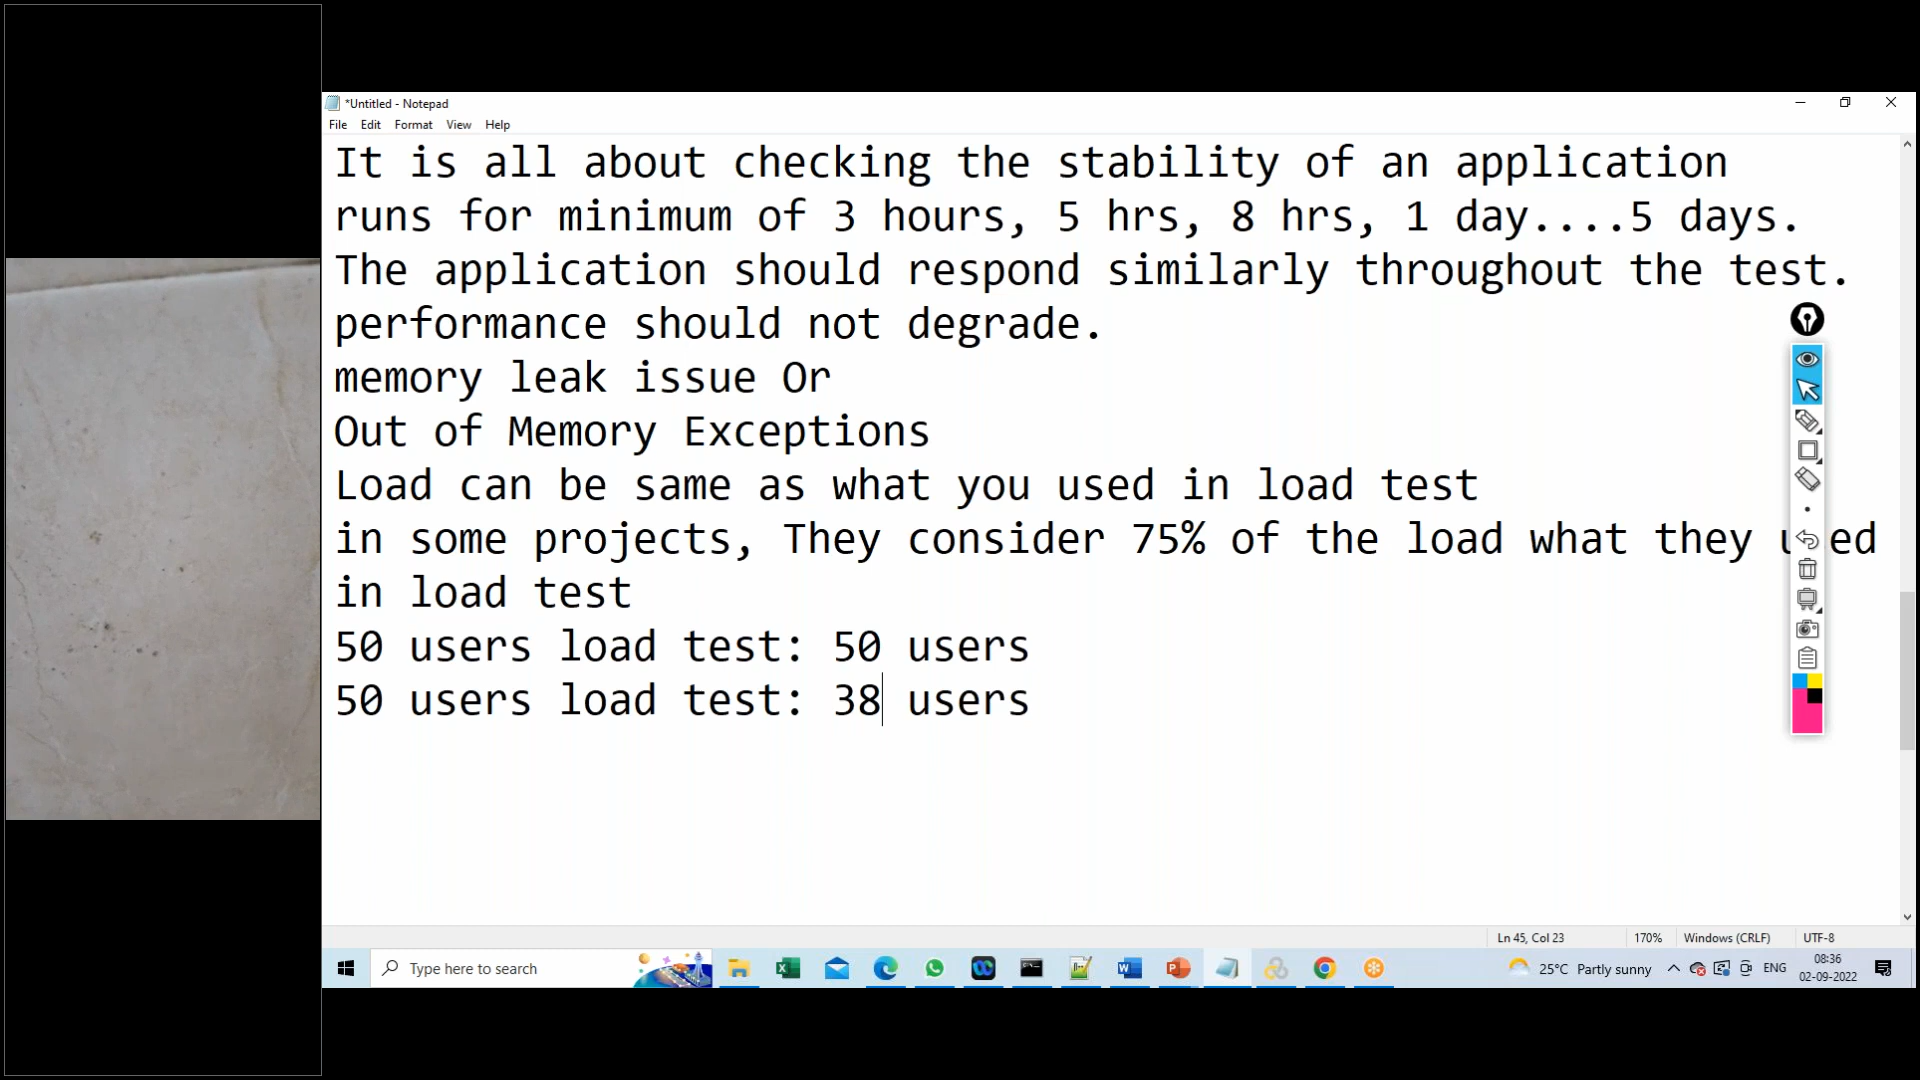 *Untitled - Notepad
File Edit Format View Help
It is all about checking the stability of an application
runs for minimum of 3 hours, 5 hrs, 8 hrs, 1 day....5 days.
The application should respond similarly throughout the test.
performance should not degrade.
memory leak issue Or
Out of Memory Exceptions
Load can be same as what you used in load test
in some projects, They consider 75% of the load what they used
in load test
50 users load test: 50 users
50 users load test: 38 users
Ln 45, Col 23 170% Windows (CRLF) UTF-8
Type here to search 25°C Partly sunny ENG 08:36
02-09-2022